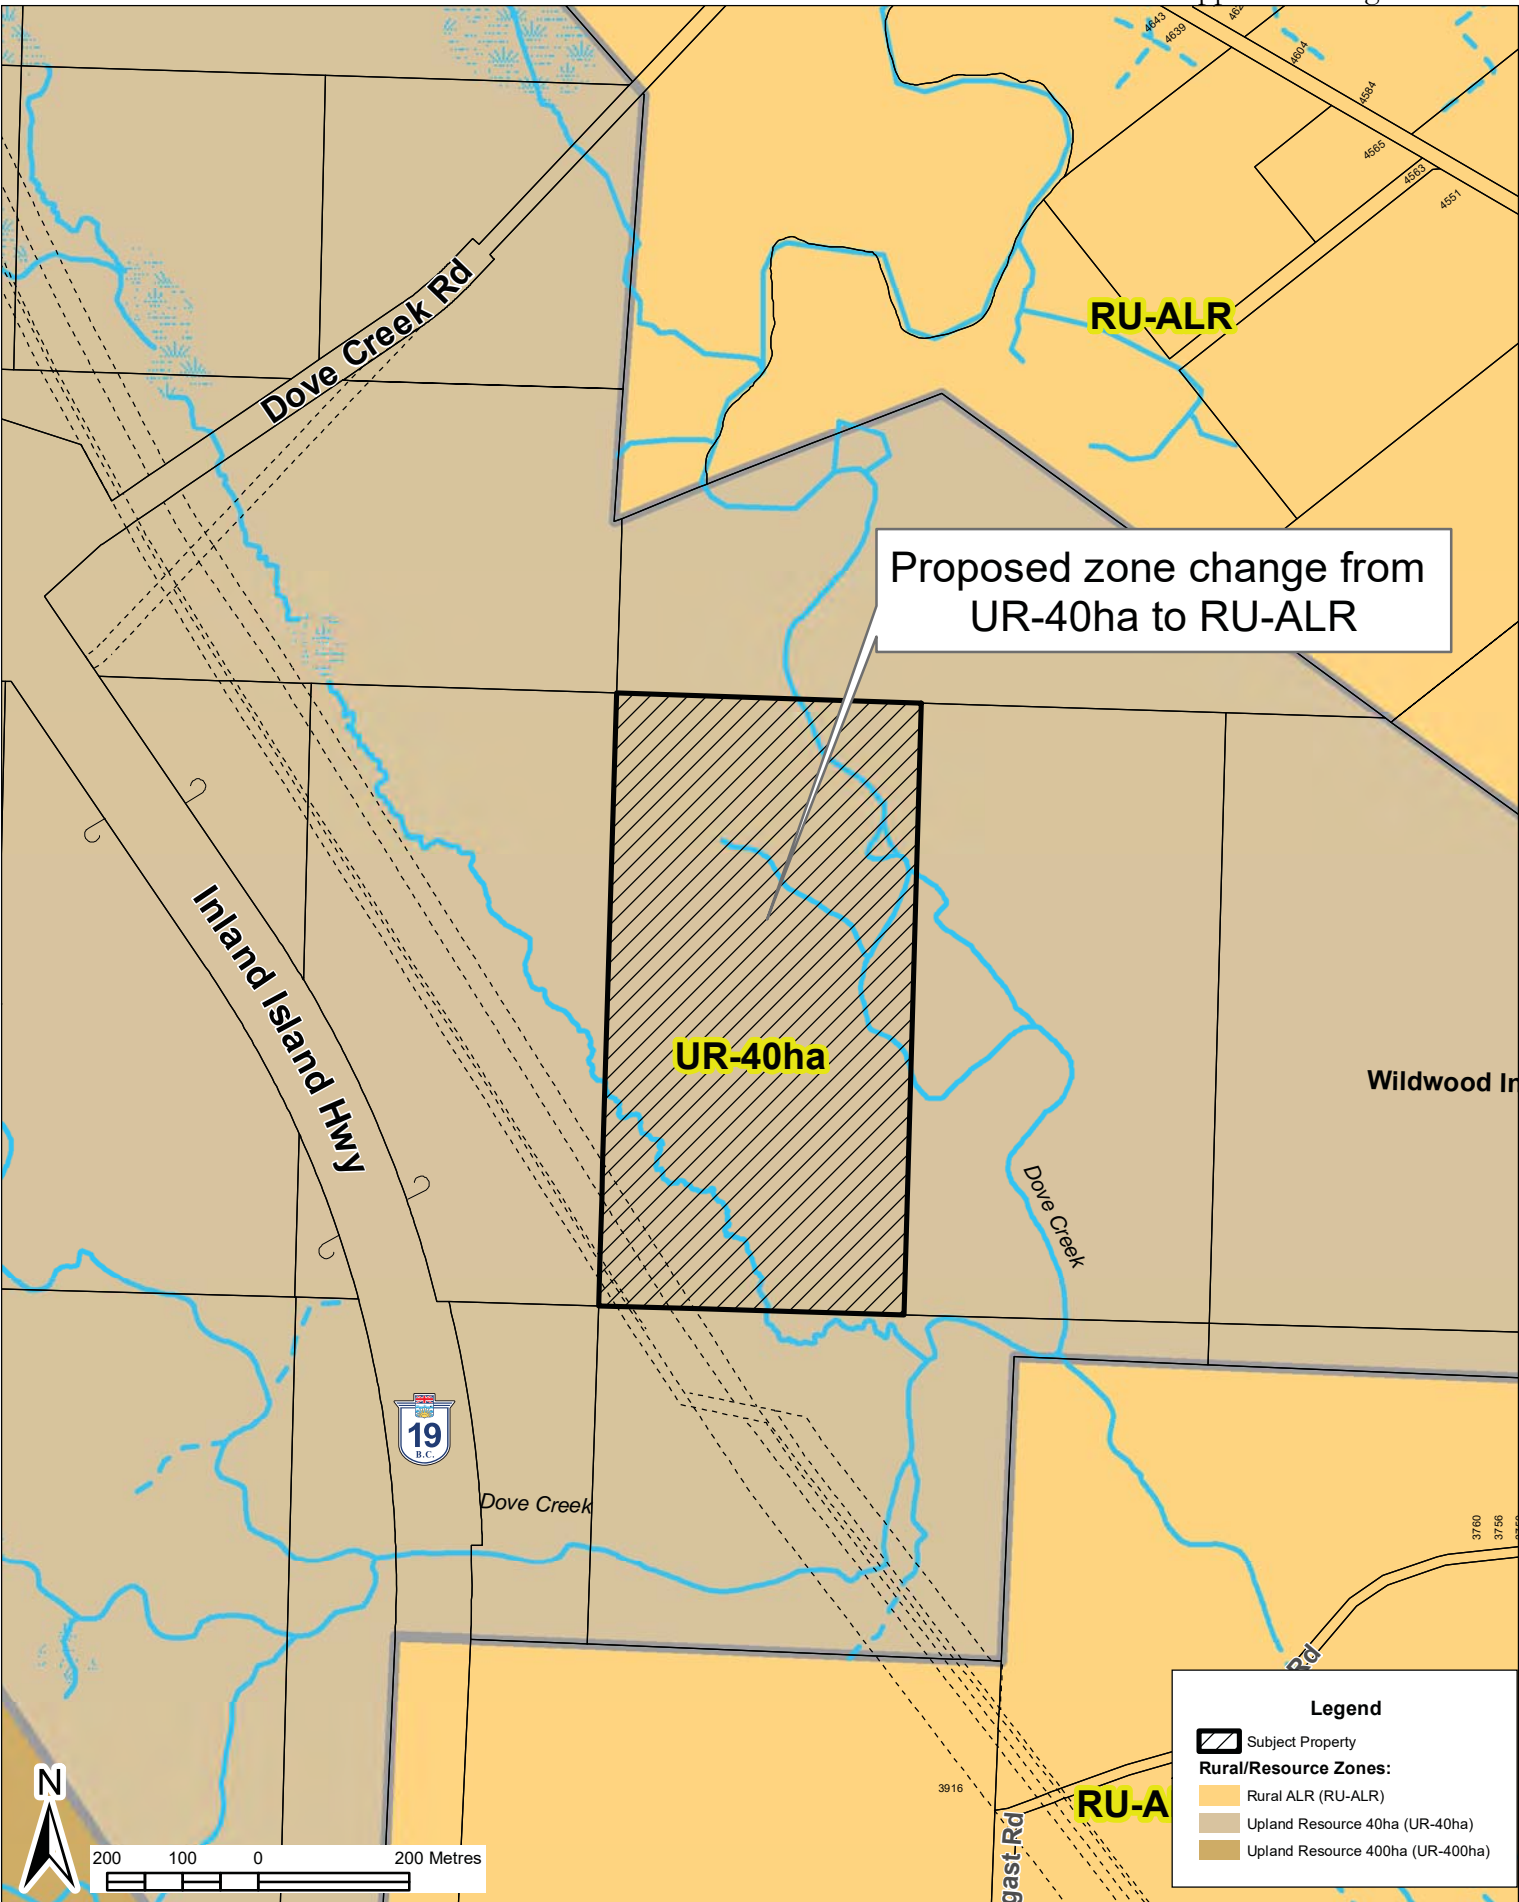 4643
4639
4604
4584
4565
4563
4551
Dove Creek Rd
RU-ALR
Proposed zone change from
UR-40ha to RU-ALR
Inland Island Hwy
UR-40ha
Wildwood
Dove Creek
19
B.C.
Dove Creek
3760
3756
Rd
3916
RU-A
Rd
Legend
Subject Property
Rural/Resource Zones:
Rural ALR (RU-ALR)
Upland Resource 40ha (UR-40ha)
Upland Resource 400ha (UR-400ha)
N
200 100 0 200 Metres